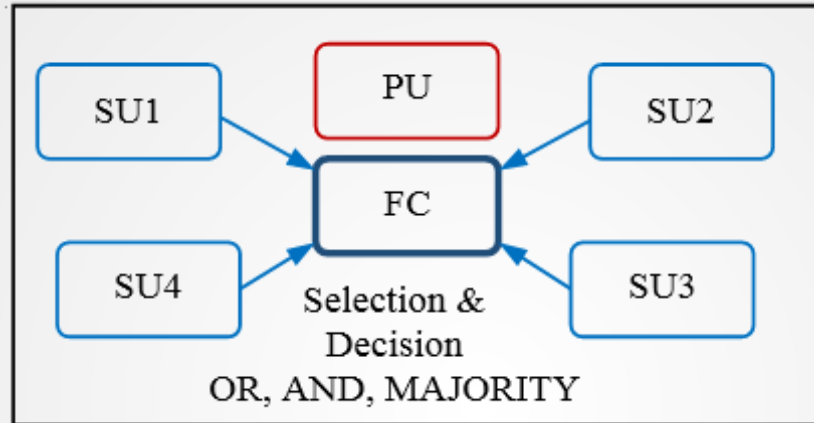 PU
SU1
SU2
FC
SU4
SU3
Selection &
Decision
OR, AND, MAJORITY